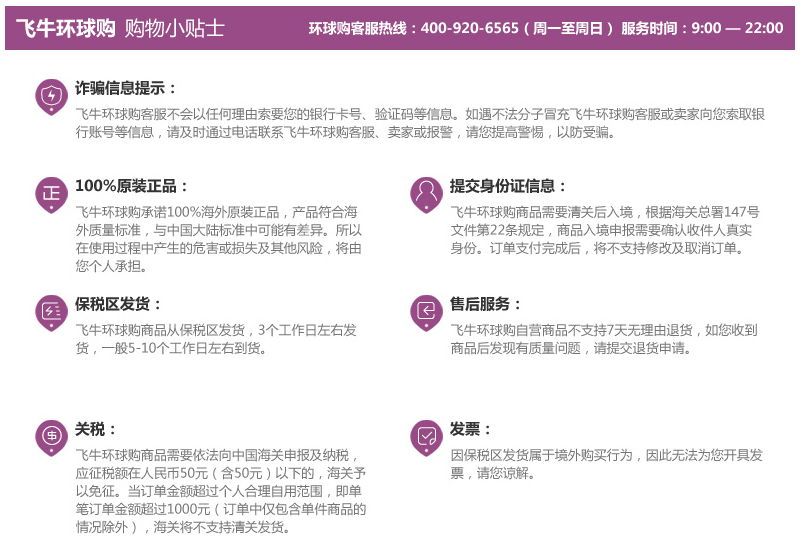 飞牛环球购 购物小贴士 环球购客服热线：400-920-6565（周一至周日） 服务时间：9:00 — 22:00
诈骗信息提示：
飞牛环球购客服不会以任何理由索要您的银行卡号、验证码等信息。如遇不法分子冒充飞牛环球购客服或卖家向您索取银
行账号等信息，请及时通过电话联系飞牛环球购客服、卖家或报警，请您提高警惕，以防受骗。
正
100%原装正品：
飞牛环球购承诺100%海外原装正品，产品符合海
外质量标准，与中国大陆标准中可能有差异。所以
在使用过程中产生的危害或损失及其他风险，将由
您个人承担。
提交身份证信息：
飞牛环球购商品需要清关后入境，根据海关总署147号
文件第22条规定，商品入境申报需要确认收件人真实
身份。订单支付完成后，将不支持修改及取消订单。
保税区发货：
飞牛环球购商品从保税区发货，3个工作日左右发
货，一般5-10个工作日左右到货。
售后服务：
飞牛环球购自营商品不支持7天无理由退货，如您收到
商品后发现有质量问题，请提交退货申请。
关税：
飞牛环球购商品需要依法向中国海关申报及纳税，
应征税额在人民币50元（含50元）以下的，海关予
以免征。当订单金额超过个人合理自用范围，即单
笔订单金额超过1000元（订单中仅包含单件商品的
情况除外），海关将不支持清关发货。
发票：
因保税区发货属于境外购买行为，因此无法为您开具发
票，请您谅解。